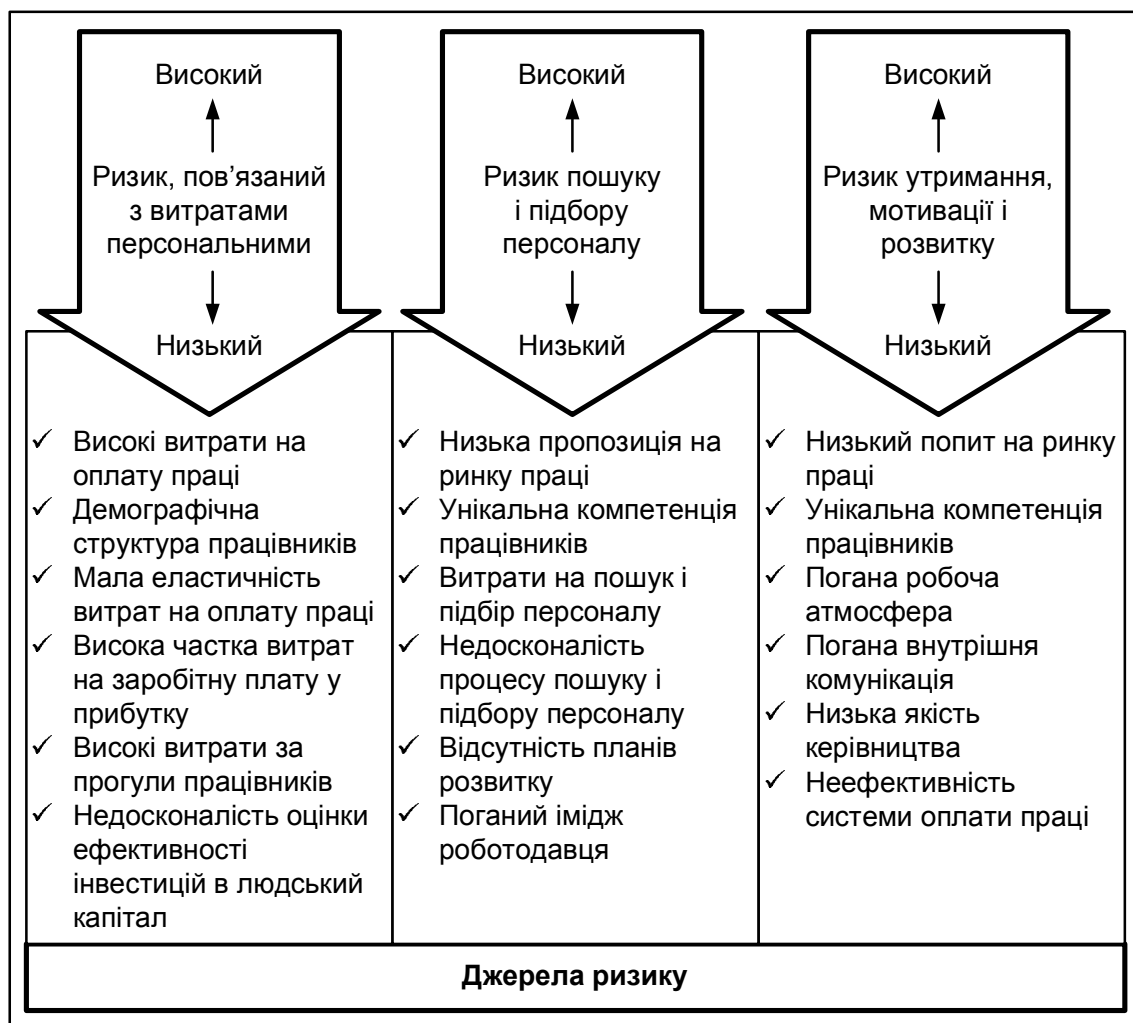 Високий
Ризик, пов’язаний
з витратами
персональними
Низький
Високий
Ризик пошуку
і підбору
персоналу
Низький
Високий
Ризик утримання,
мотивації і
розвитку
Низький
✓ Високі витрати на
оплату праці
✓ Демографічна
структура працівників
✓ Мала еластичність
витрат на оплату праці
✓ Висока частка витрат
на заробітну плату у
прибутку
✓ Високі витрати за
прогули працівників
✓ Недосконалість оцінки
ефективності
інвестицій в людський
капітал
✓ Низька пропозиція на
ринку праці
✓ Унікальна компетенція
працівників
✓ Витрати на пошук і
підбір персоналу
✓ Недосконалість
процесу пошуку і
підбору персоналу
✓ Відсутність планів
розвитку
✓ Поганий імідж
роботодавця
✓ Низький попит на ринку
праці
✓ Унікальна компетенція
працівників
✓ Погана робоча
атмосфера
✓ Погана внутрішня
комунікація
✓ Низька якість
керівництва
✓ Неефективність
системи оплати праці
Джерела ризику